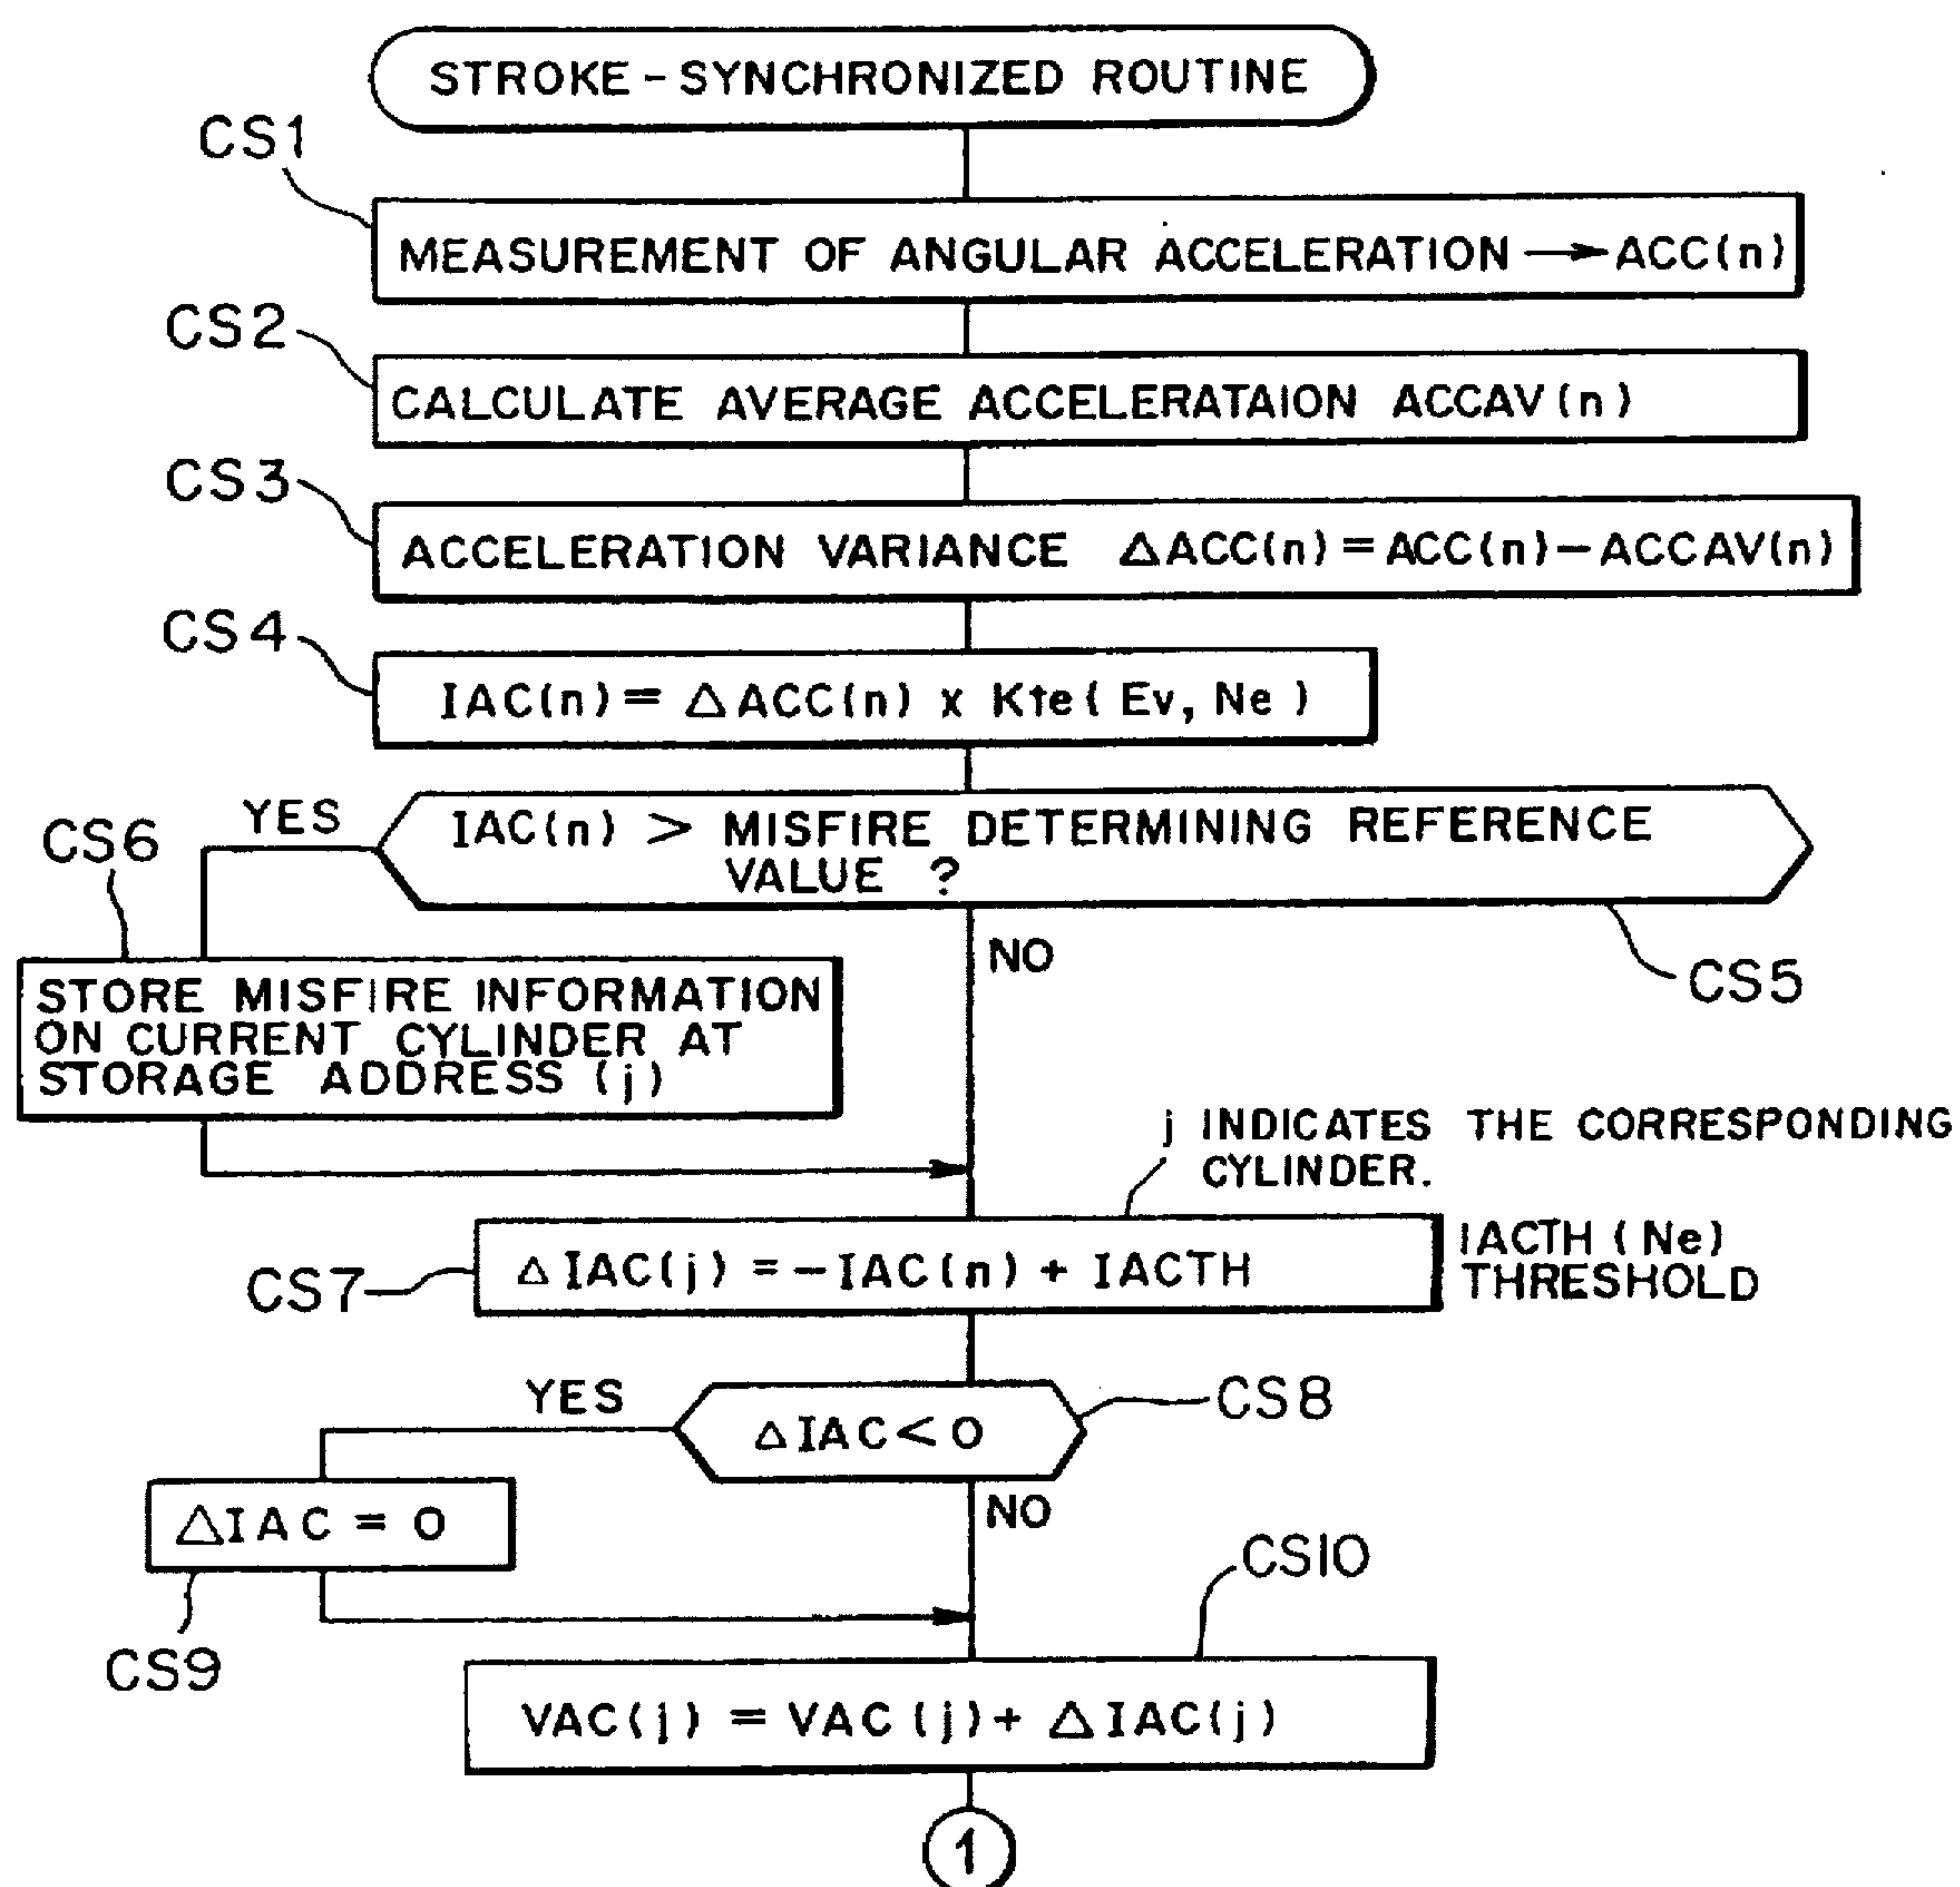 STROKE-SYNCHRONIZED ROUTINE
CS1
MEASUREMENT OF ANGULAR ACCELERATION → ACC(n)
CS2
CALCULATE AVERAGE ACCELERATAION ACCAV(n)
CS3
ACCELERATION VARIANCE ΔACC(n) = ACC(n) − ACCAV(n)
CS4
IAC(n) = ΔACC(n) x Kte(Ev, Ne)
YES
IAC(n) > MISFIRE DETERMINING REFERENCE
VALUE ?
CS6
NO
CS5
STORE MISFIRE INFORMATION
ON CURRENT CYLINDER AT
STORAGE ADDRESS (j)
j INDICATES THE CORRESPONDING
CYLINDER.
CS7
ΔIAC(j) = −IAC(n) + IACTH
IACTH (Ne)
THRESHOLD
YES
ΔIAC < 0
CS8
NO
ΔIAC = 0
CS9
CS10
VAC(j) = VAC(j) + ΔIAC(j)
1